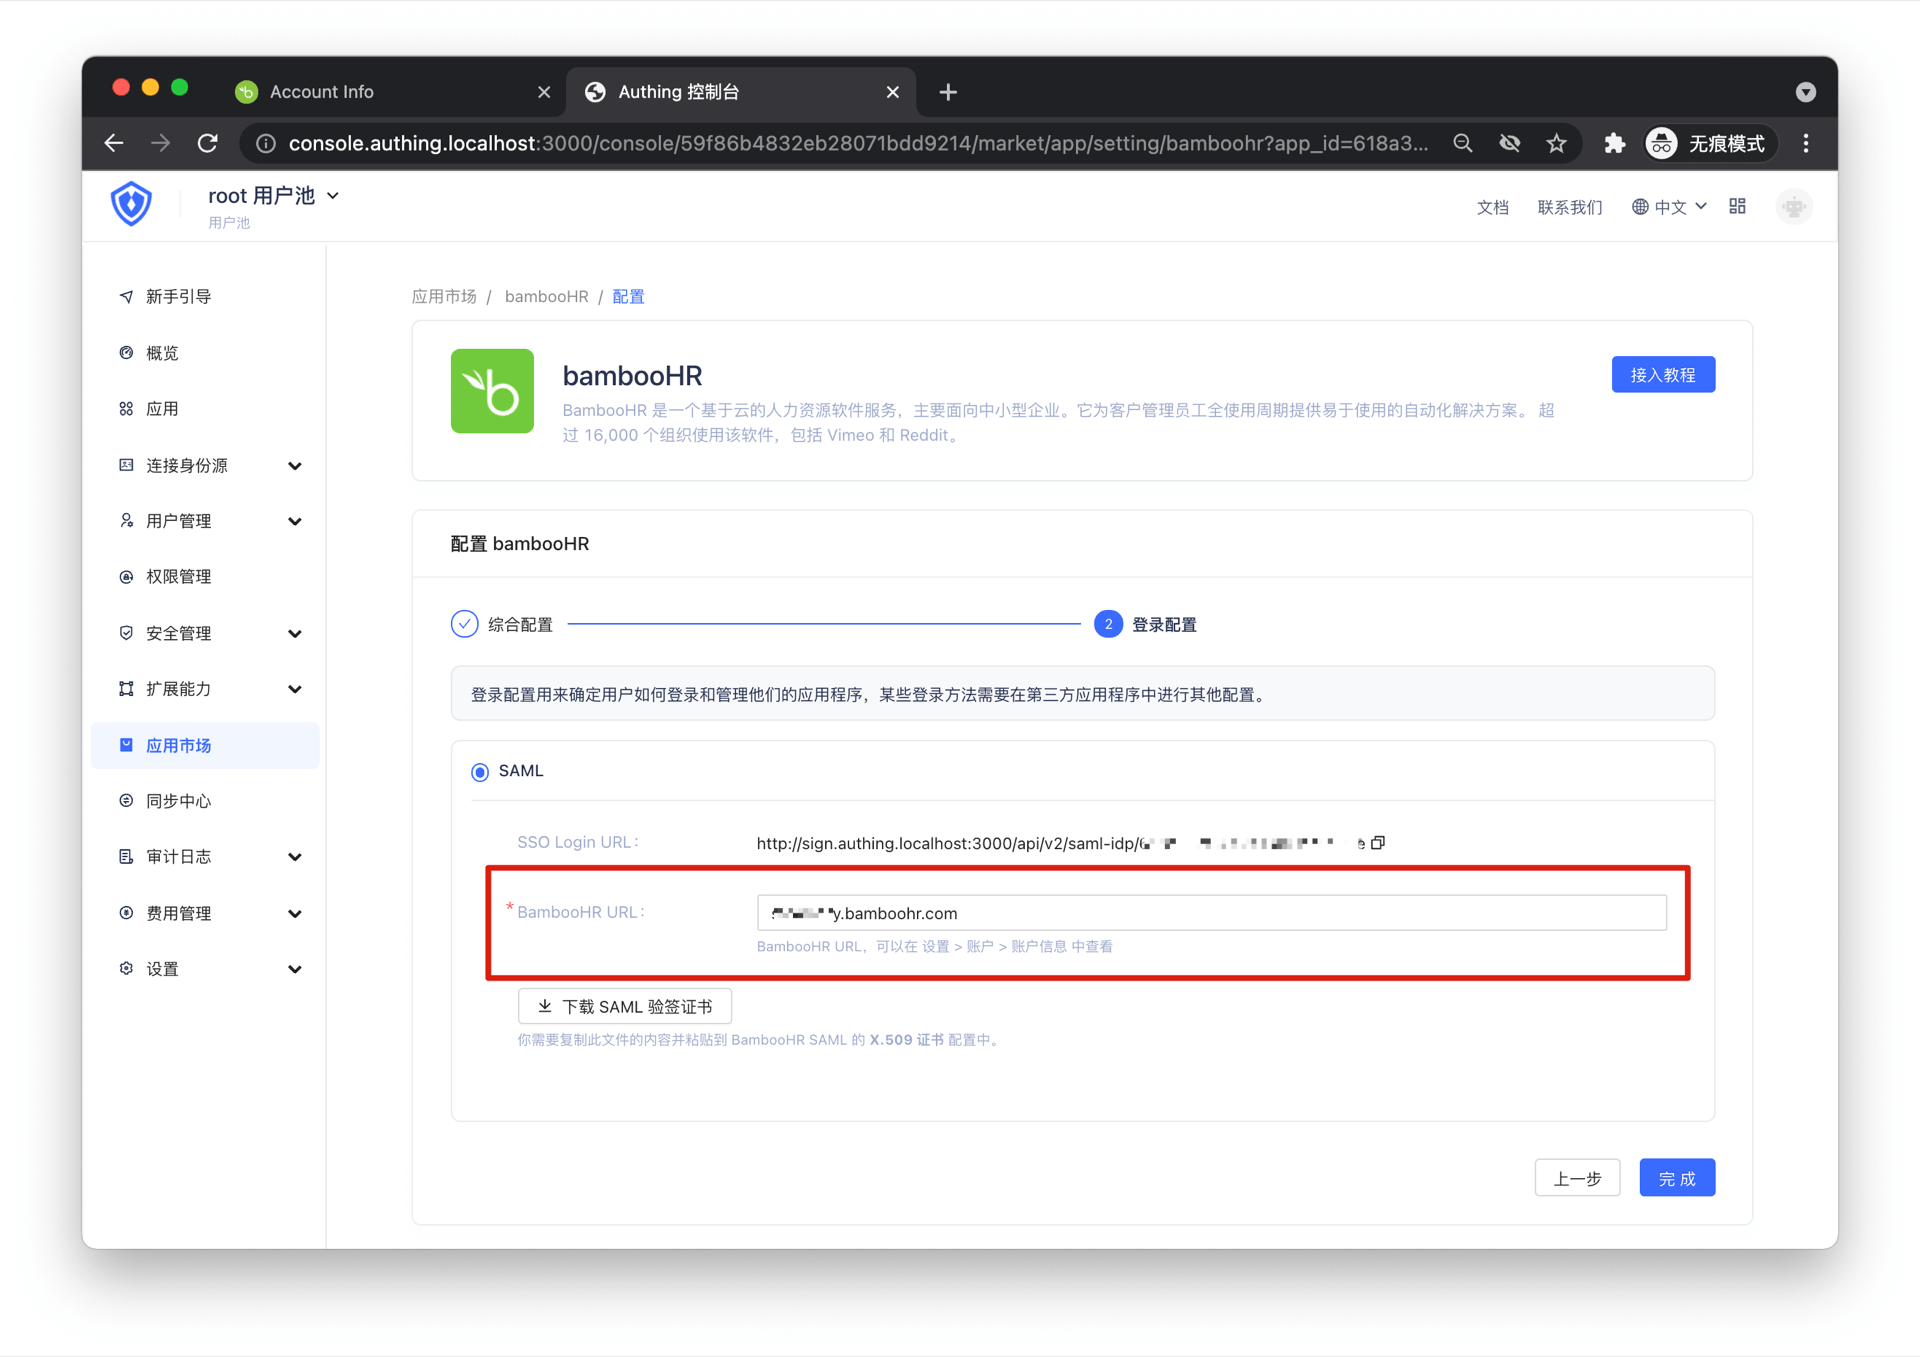 Account Info
Authing 控制台
console.authing.localhost:3000/console/59f86b4832eb28071bdd9214/market/app/setting/bamboohr?app_id=618a3...
无痕模式
root 用户池
用户池
文档
联系我们
中文
新手引导
概览
应用
连接身份源
用户管理
权限管理
安全管理
扩展能力
应用市场
同步中心
审计日志
费用管理
设置
应用市场 / bambooHR / 配置
bambooHR
接入教程
BambooHR 是一个基于云的人力资源软件服务，主要面向中小型企业。它为客户管理员工全使用周期提供易于使用的自动化解决方案。 超
过 16,000 个组织使用该软件，包括 Vimeo 和 Reddit。
配置 bambooHR
综合配置
2 登录配置
登录配置用来确定用户如何登录和管理他们的应用程序，某些登录方法需要在第三方应用程序中进行其他配置。
SAML
SSO Login URL：
http://sign.authing.localhost:3000/api/v2/saml-idp/
* BambooHR URL：
y.bamboohr.com
BambooHR URL，可以在 设置 > 账户 > 账户信息 中查看
下载 SAML 验签证书
你需要复制此文件的内容并粘贴到 BambooHR SAML 的 X.509 证书 配置中。
上一步
完 成